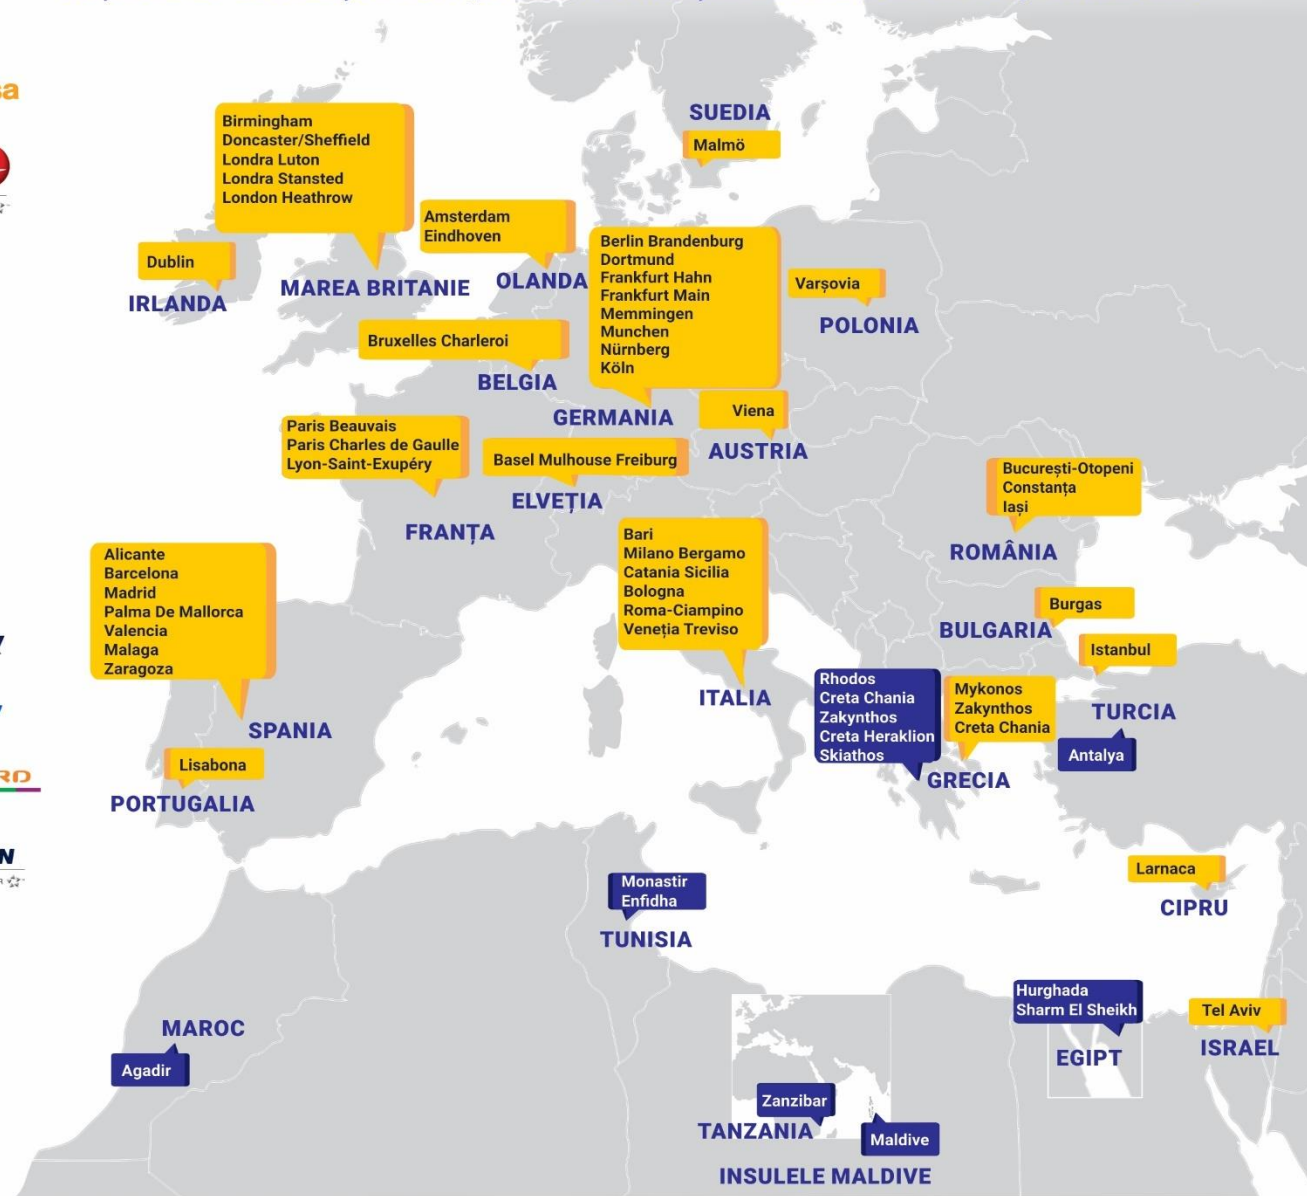 SUEDIA
Malmö
Birmingham
Doncaster/Sheffield
Londra Luton
Londra Stansted
London Heathrow
MAREA BRITANIE
Amsterdam
Eindhoven
OLANDA
Dublin
IRLANDA
Berlin Brandenburg
Dortmund
Frankfurt Hahn
Frankfurt Main
Memmingen
Munchen
Nürnberg
Köln
GERMANIA
Varșovia
POLONIA
Bruxelles Charleroi
BELGIA
Viena
AUSTRIA
Paris Beauvais
Paris Charles de Gaulle
Lyon-Saint-Exupéry
FRANȚA
Basel Mulhouse Freiburg
ELVEȚIA
București-Otopeni
Constanța
Iași
ROMÂNIA
Alicante
Barcelona
Madrid
Palma De Mallorca
Valencia
Malaga
Zaragoza
SPANIA
Bari
Milano Bergamo
Catania Sicilia
Bologna
Roma-Ciampino
Veneția Treviso
ITALIA
Burgas
BULGARIA
Istanbul
TURCIA
Antalya
Rhodos
Creta Chania
Zakynthos
Creta Heraklion
Skiathos
Mykonos
Zakynthos
Creta Chania
GRECIA
Lisabona
PORTUGALIA
Larnaca
CIPRU
Monastir
Enfidha
TUNISIA
Hurghada
Sharm El Sheikh
EGIPT
Tel Aviv
ISRAEL
MAROC
Agadir
Zanzibar
TANZANIA
Maldive
INSULELE MALDIVE